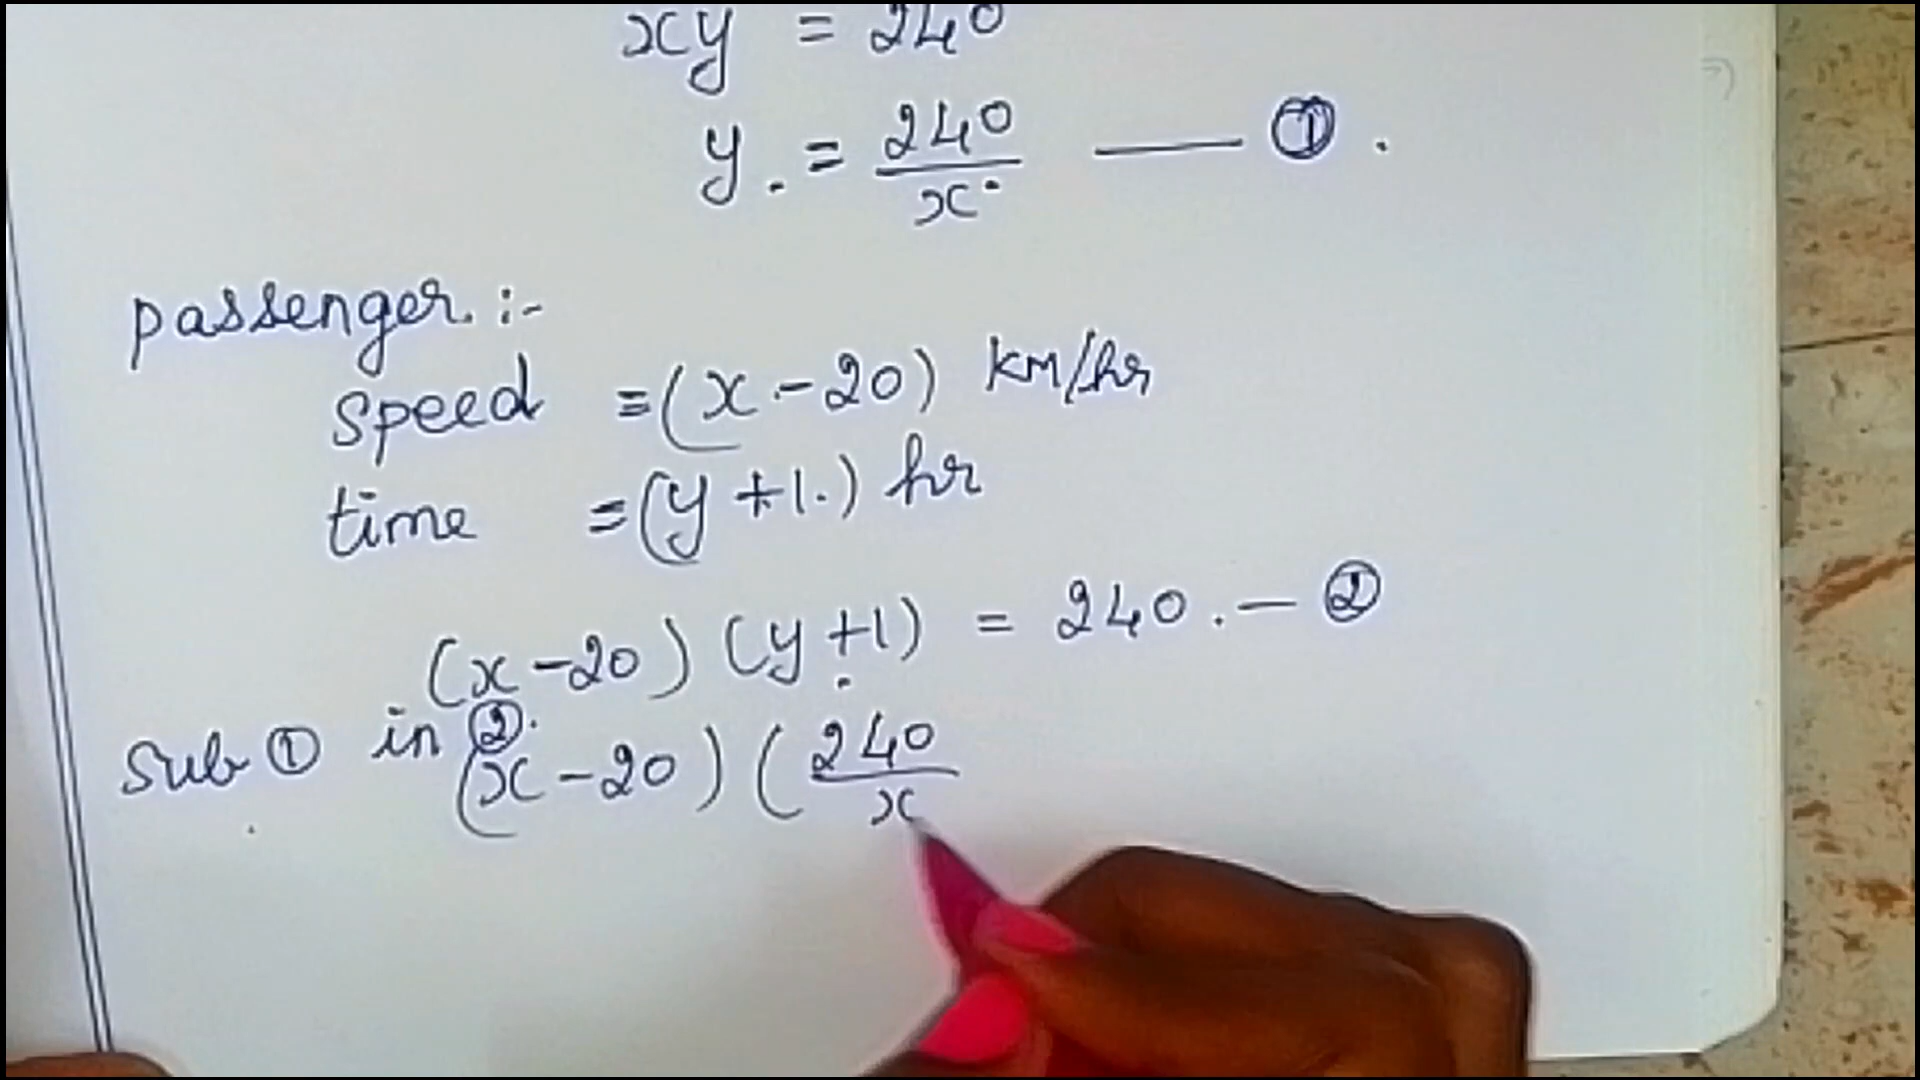 xy = 240
y. = 240/x — ①.
passenger :-
speed = (x - 20) km/hr
time = (y + 1.) hr
(x - 20) (y + 1) = 240. — ②
sub ① in ②.
(x - 20) ( 240/x